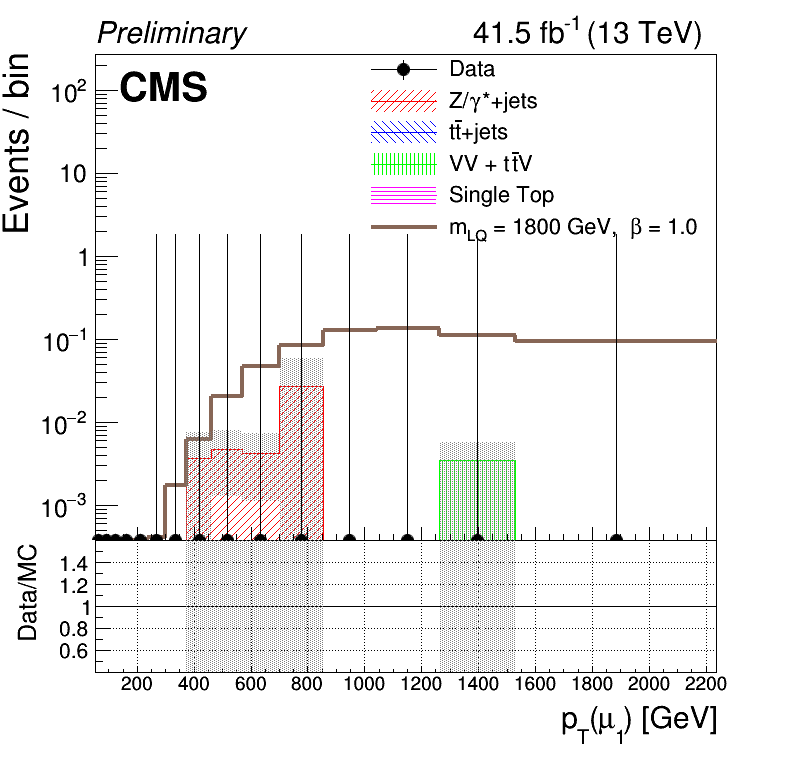 Preliminary 41.5 fb⁻¹ (13 TeV)
CMS
Events / bin
10²
10
1
10⁻¹
10⁻²
10⁻³
Data
Z/γ*+jets
tt̄+jets
VV + tt̄V
Single Top
m_LQ = 1800 GeV, β = 1.0
Data/MC
1.4
1.2
1
0.8
0.6
200 400 600 800 1000 1200 1400 1600 1800 2000 2200
p_T(μ₁) [GeV]